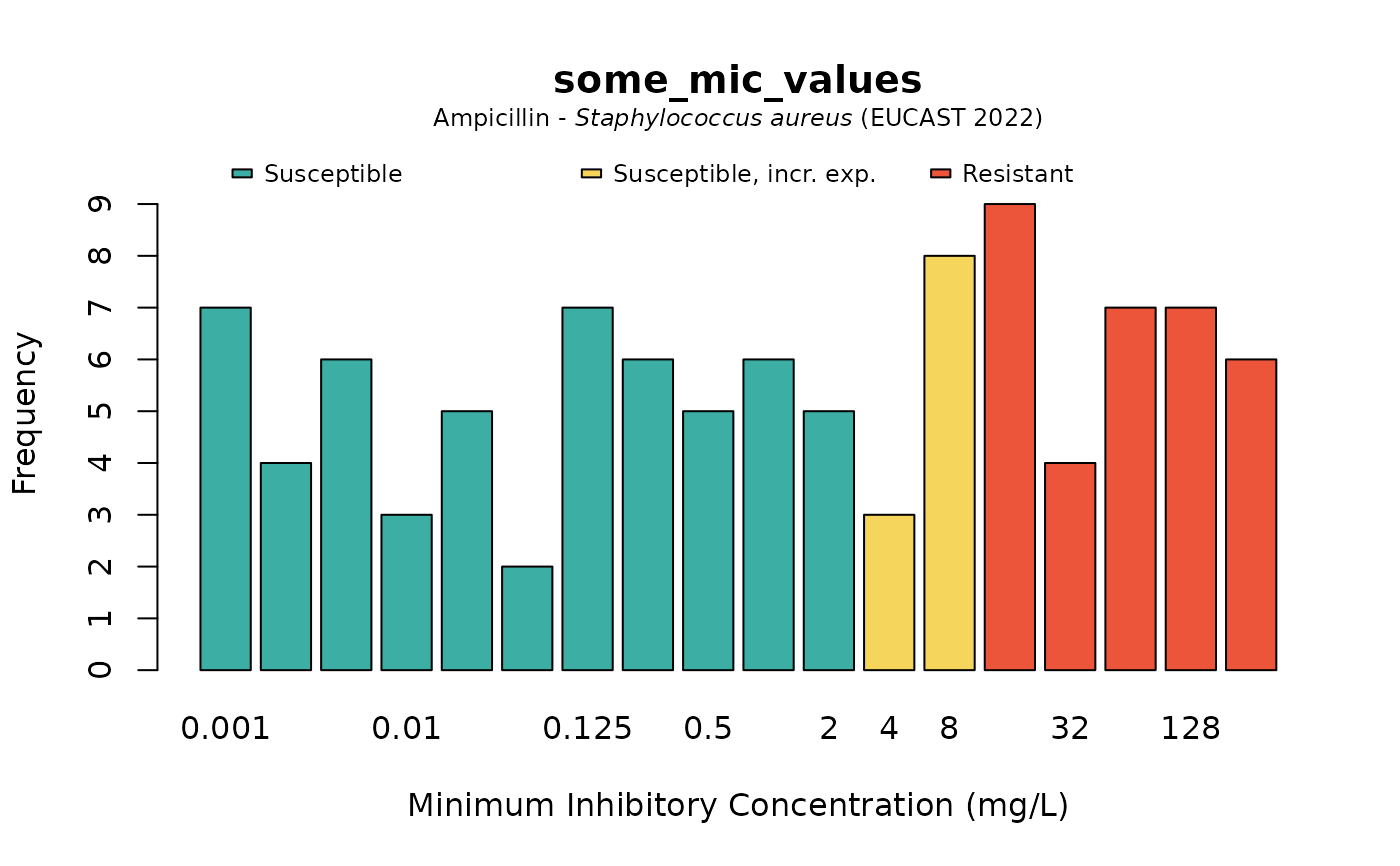 some_mic_values
Ampicillin - Staphylococcus aureus (EUCAST 2022)
Susceptible Susceptible, incr. exp. Resistant
9
8
7
6
5
4
3
2
1
0
Frequency
0.001 0.01 0.125 0.5 2 4 8 32 128
Minimum Inhibitory Concentration (mg/L)